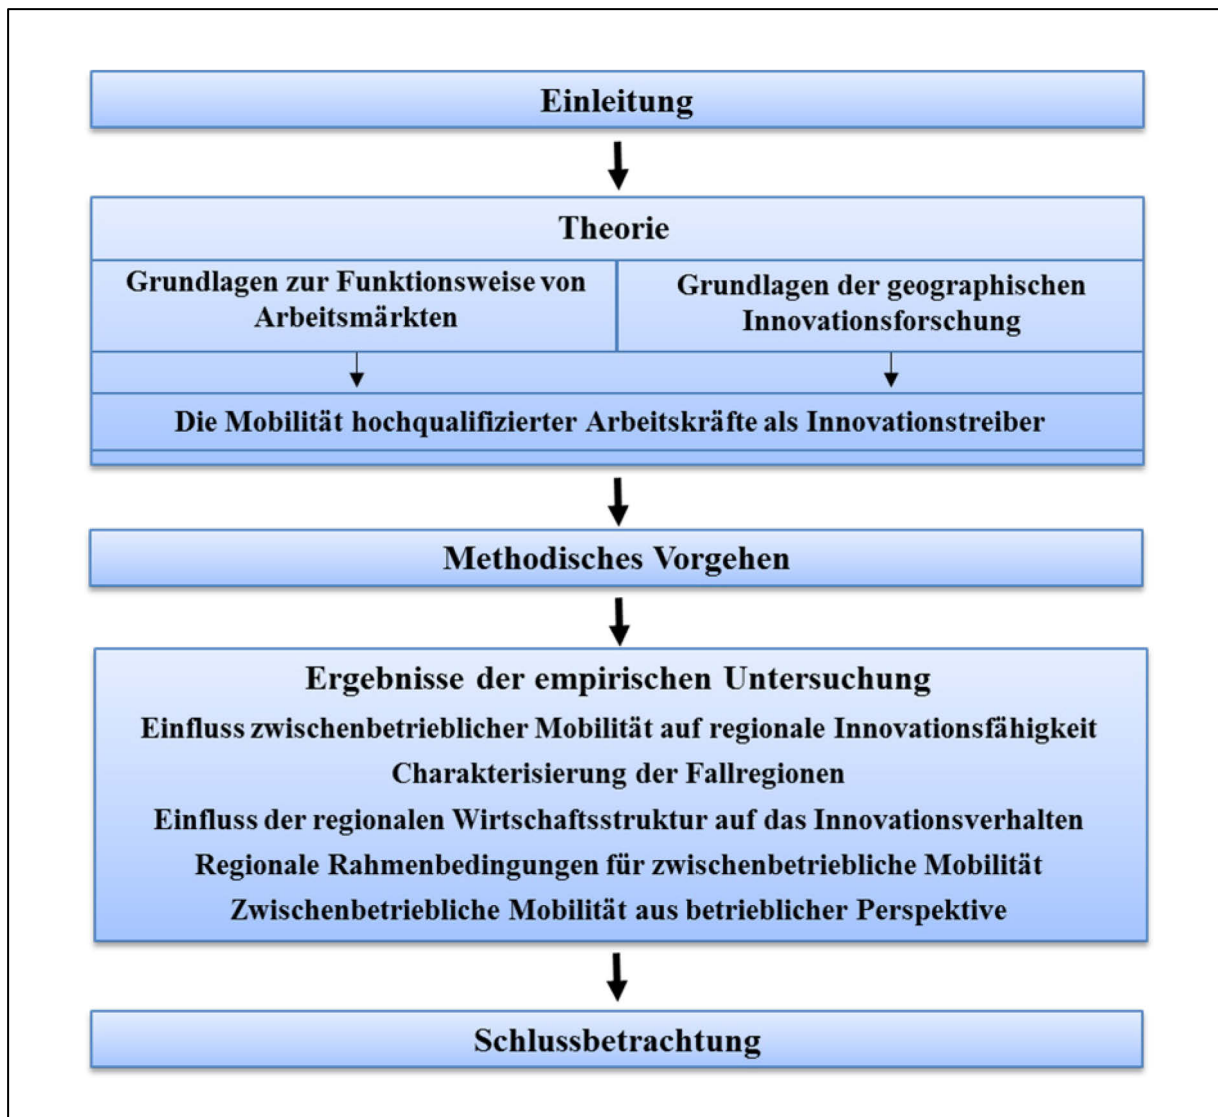 Einleitung
Theorie
Grundlagen zur Funktionsweise von
Arbeitsmärkten
Grundlagen der geographischen
Innovationsforschung
Die Mobilität hochqualifizierter Arbeitskräfte als Innovationstreiber
Methodisches Vorgehen
Ergebnisse der empirischen Untersuchung
Einfluss zwischenbetrieblicher Mobilität auf regionale Innovationsfähigkeit
Charakterisierung der Fallregionen
Einfluss der regionalen Wirtschaftsstruktur auf das Innovationsverhalten
Regionale Rahmenbedingungen für zwischenbetriebliche Mobilität
Zwischenbetriebliche Mobilität aus betrieblicher Perspektive
Schlussbetrachtung